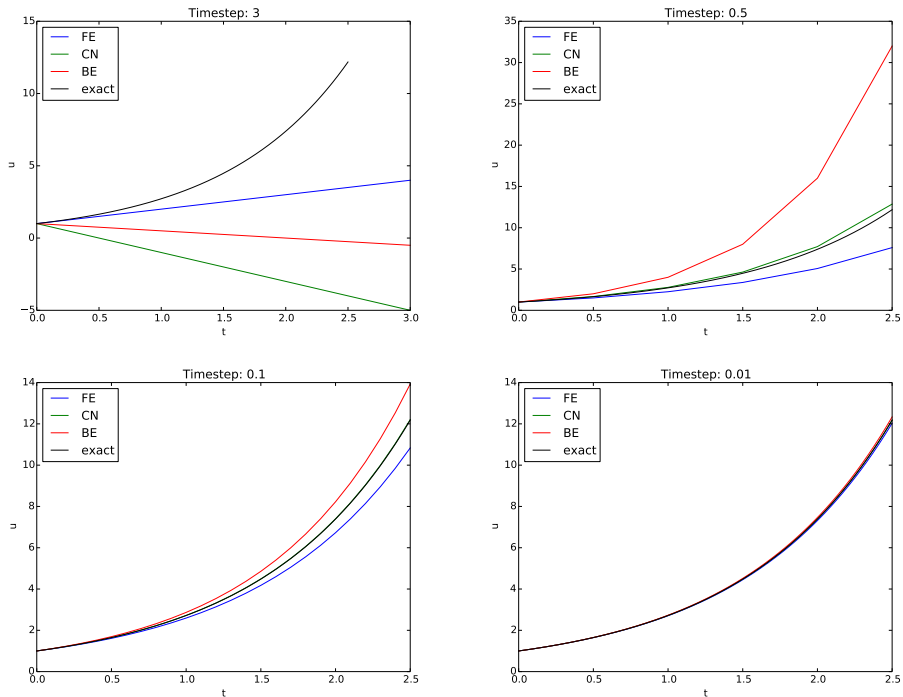 Timestep: 3
15
10
5
0
−5
u
FE
CN
BE
exact
0.0 0.5 1.0 1.5 2.0 2.5 3.0
t
Timestep: 0.5
35
30
25
20
15
10
5
0
u
FE
CN
BE
exact
0.0 0.5 1.0 1.5 2.0 2.5
t
Timestep: 0.1
14
12
10
8
6
4
2
0
u
FE
CN
BE
exact
0.0 0.5 1.0 1.5 2.0 2.5
t
Timestep: 0.01
14
12
10
8
6
4
2
0
u
FE
CN
BE
exact
0.0 0.5 1.0 1.5 2.0 2.5
t